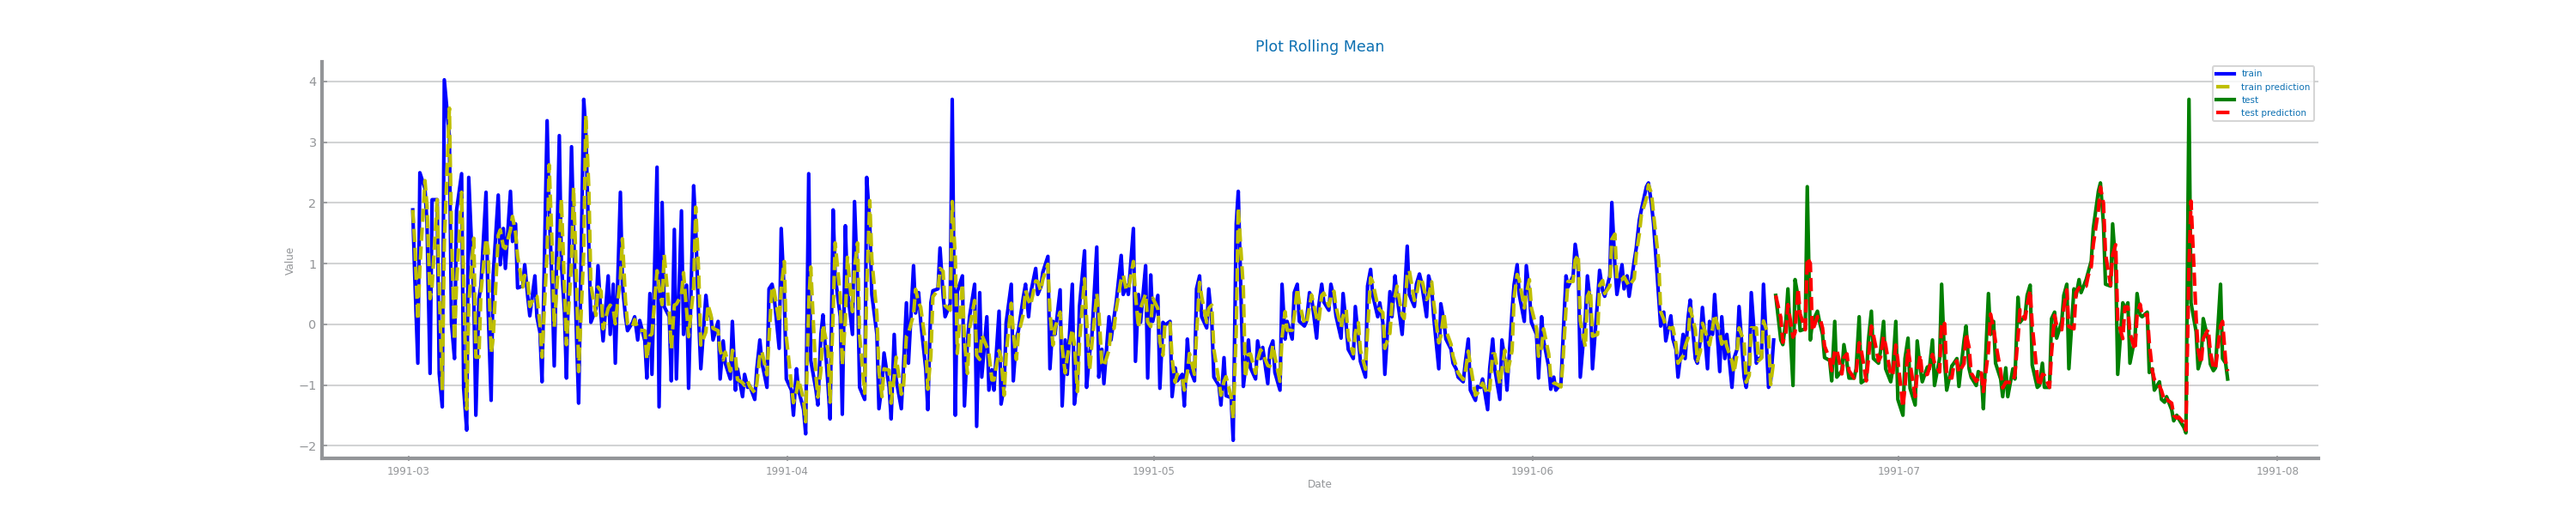 Plot Rolling Mean
train
train prediction
test
test prediction
Value
4
3
2
1
0
−1
−2
1991-03
1991-04
1991-05
1991-06
1991-07
1991-08
Date